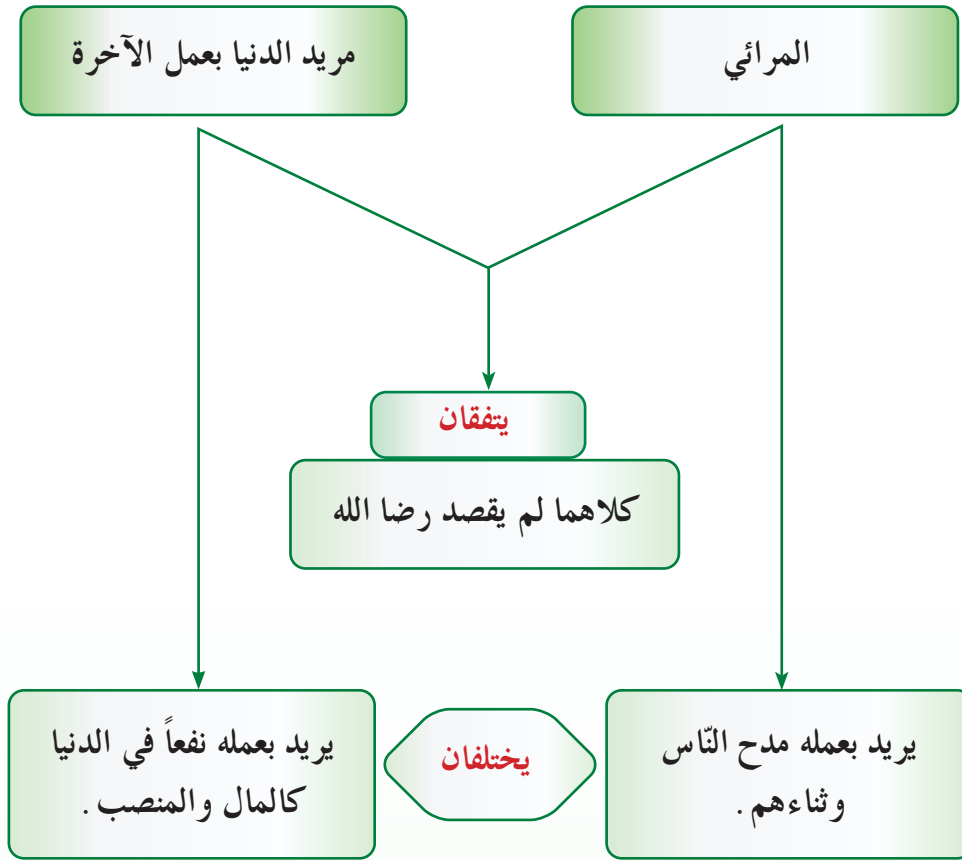 المرائي
مريد الدنيا بعمل الآخرة
يتفقان
كلاهما لم يقصد رضا الله
يريد بعمله مدح النّاس
وثناءهم .
يختلفان
يريد بعمله نفعاً في الدنيا
كالمال والمنصب .